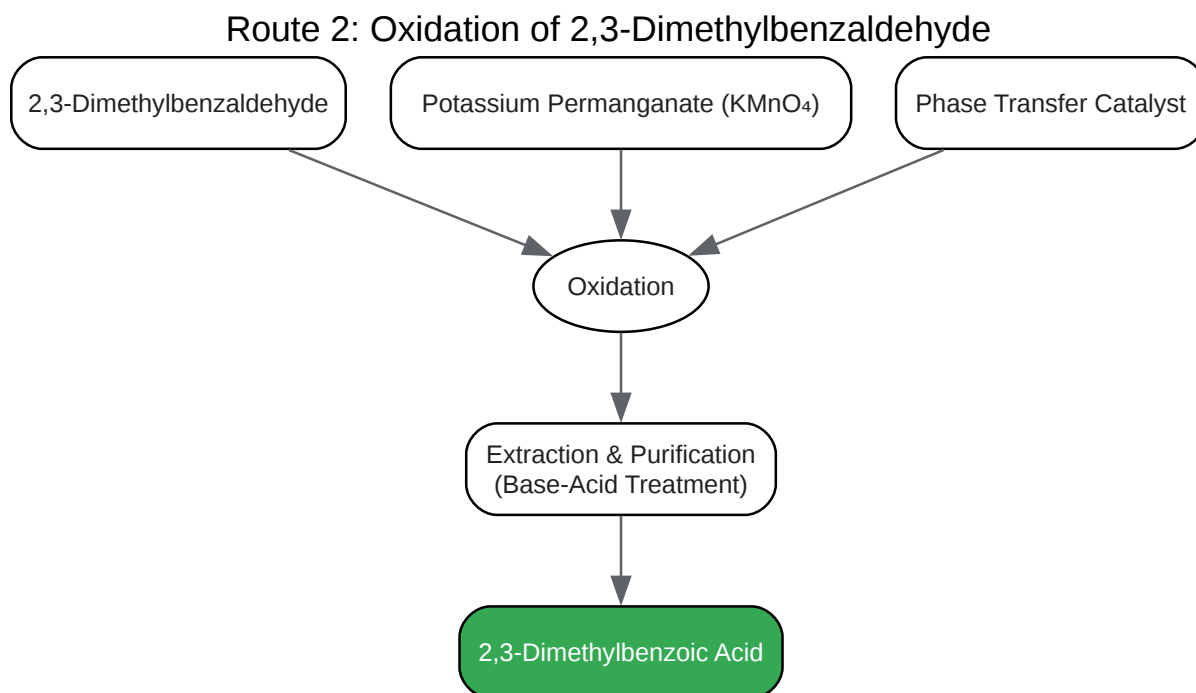 Route 2: Oxidation of 2,3-Dimethylbenzaldehyde
2,3-Dimethylbenzaldehyde
Potassium Permanganate (KMnO₄)
Phase Transfer Catalyst
Oxidation
Extraction & Purification
(Base-Acid Treatment)
2,3-Dimethylbenzoic Acid